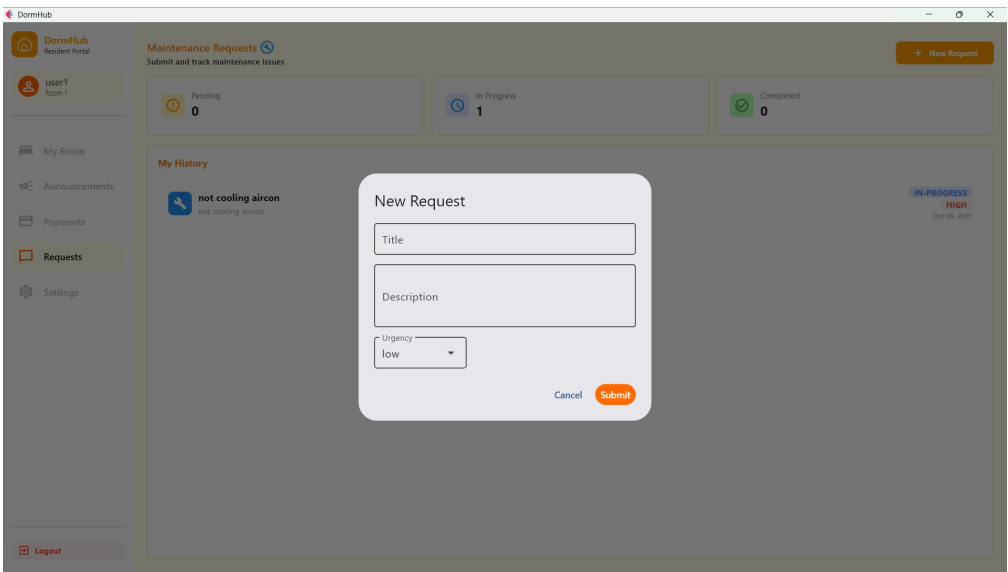 DormHub
DormHub
Resident Portal
user1
Room 1
My Room
Announcements
Payments
Requests
Settings
Logout
Maintenance Requests
Submit and track maintenance issues
+ New Request
Pending
0
In Progress
1
Completed
0
My History
not cooling aircon
not cooling aircon
IN-PROGRESS
HIGH
Dec 09, 2025
New Request
Title
Description
Urgency
low
Cancel
Submit